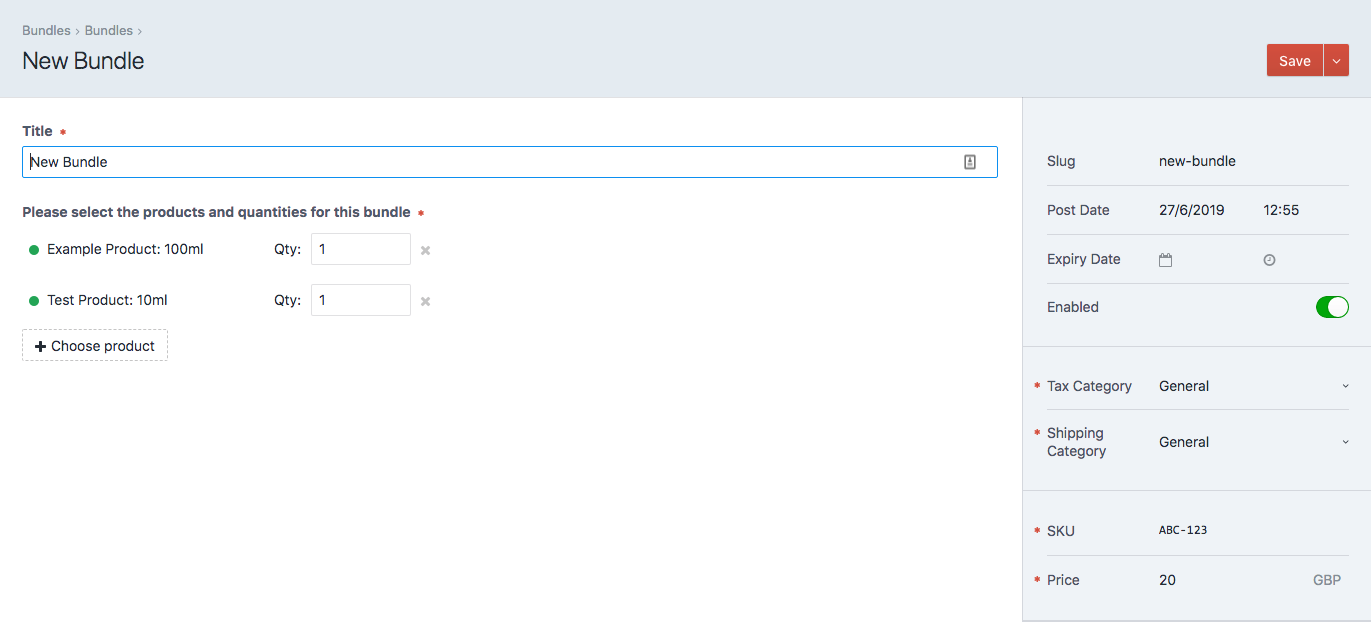 Bundles › Bundles ›
New Bundle
Save
Title *
New Bundle
Please select the products and quantities for this bundle *
Example Product: 100ml Qty: 1
Test Product: 10ml Qty: 1
Choose product
Slug new-bundle
Post Date 27/6/2019 12:55
Expiry Date
Enabled
* Tax Category General
* Shipping
Category General
* SKU ABC-123
* Price 20 GBP